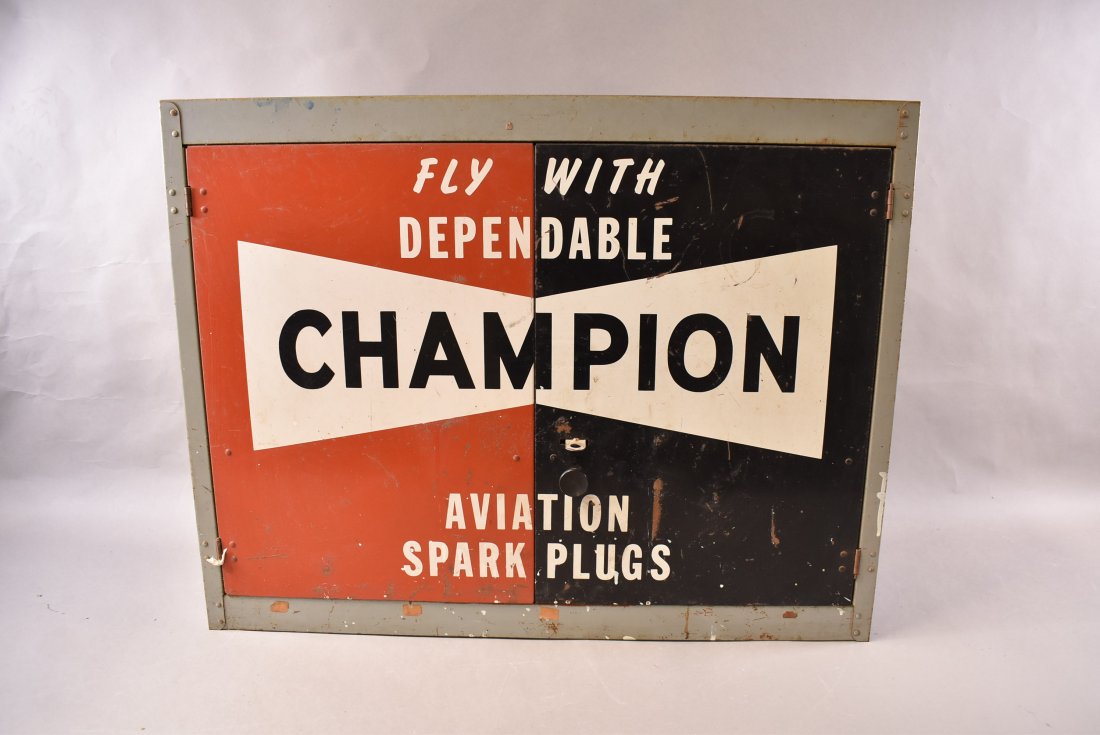 FLY WITH
DEPENDABLE
CHAMPION
AVIATION
SPARK PLUGS